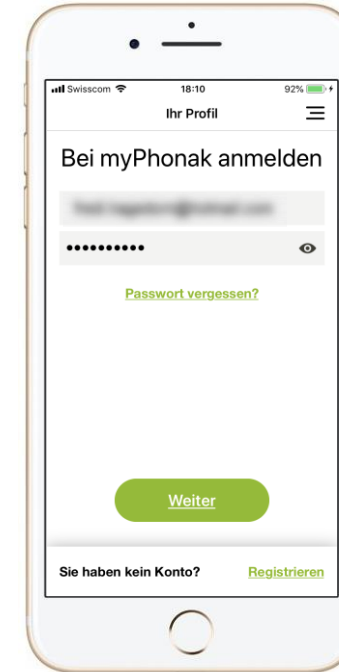 Swisscom 18:10 92%
Ihr Profil
Bei myPhonak anmelden
Passwort vergessen?
Weiter
Sie haben kein Konto? Registrieren